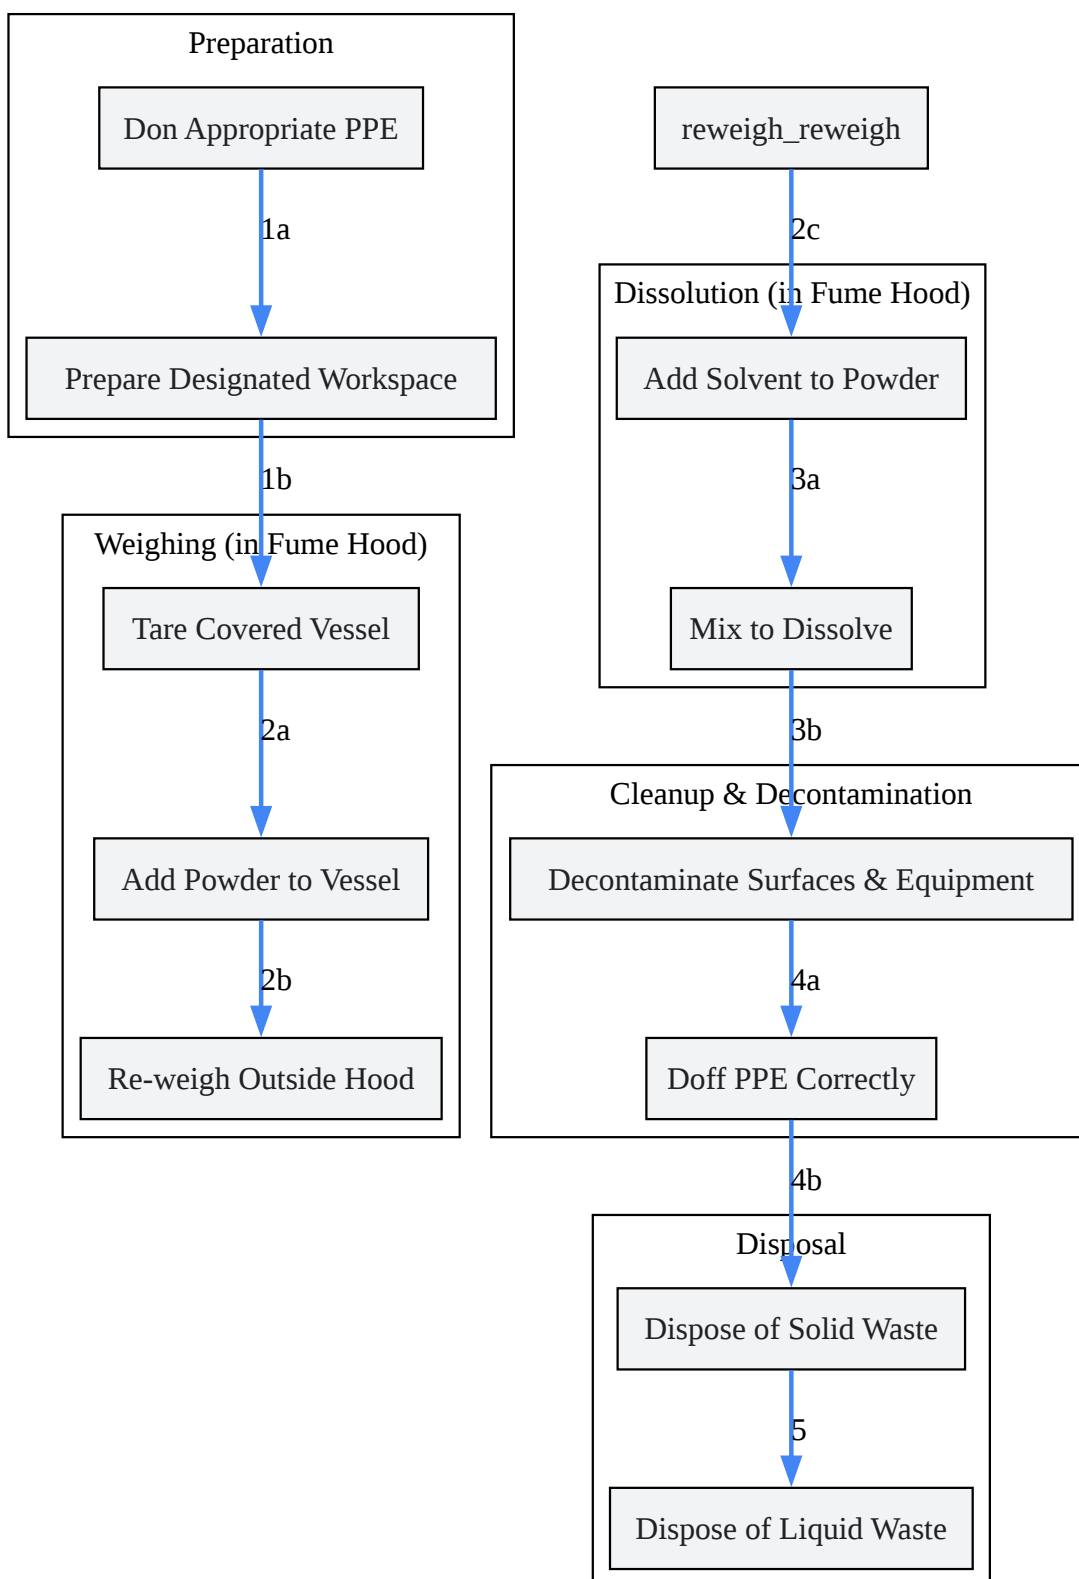 Preparation
Don Appropriate PPE
1a
Prepare Designated Workspace
1b
Weighing (in Fume Hood)
Tare Covered Vessel
2a
Add Powder to Vessel
2b
Re-weigh Outside Hood
reweigh_reweigh
2c
Dissolution (in Fume Hood)
Add Solvent to Powder
3a
Mix to Dissolve
3b
Cleanup & Decontamination
Decontaminate Surfaces & Equipment
4a
Doff PPE Correctly
4b
Disposal
Dispose of Solid Waste
5
Dispose of Liquid Waste